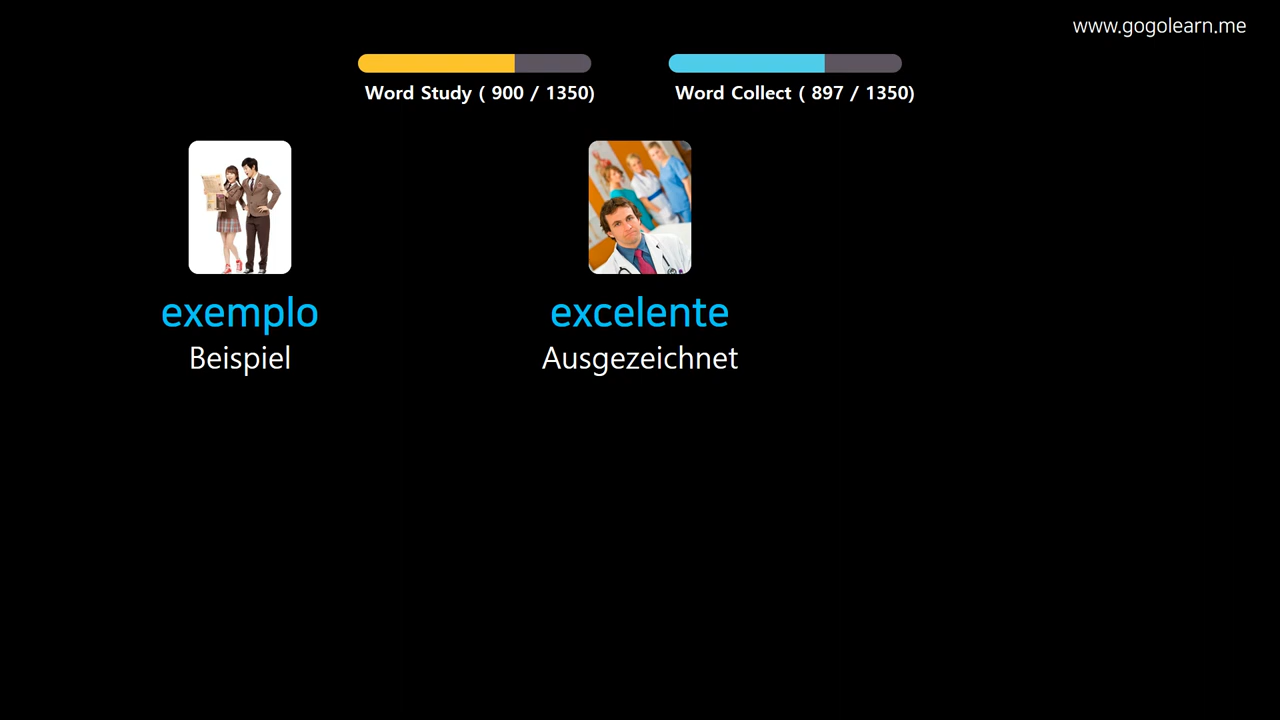 www.gogolearn.me
Word Study ( 900 / 1350)
Word Collect ( 897 / 1350)
exemplo
Beispiel
excelente
Ausgezeichnet